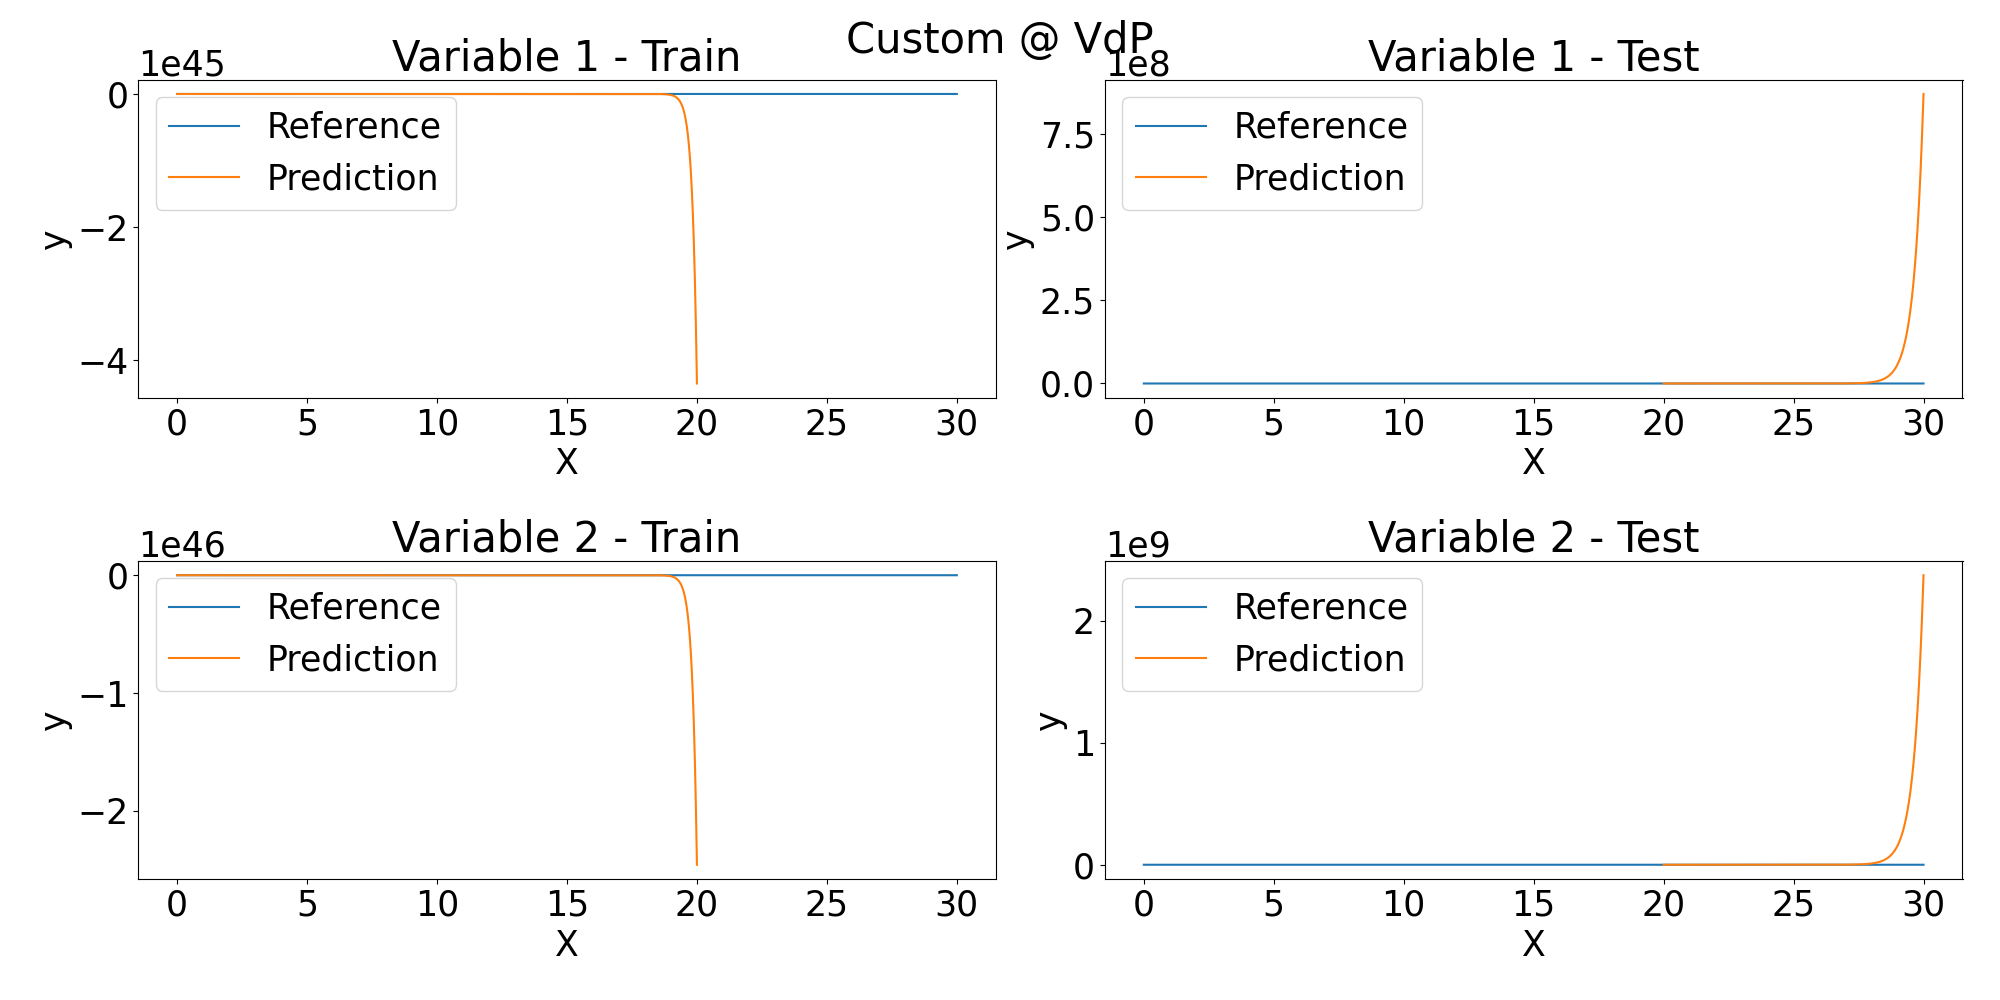 Custom @ VdP
Variable 1 - Train
1e45
0
−2
−4
y
Reference
Prediction
0 5 10 15 20 25 30
X
Variable 1 - Test
1e8
7.5
5.0
2.5
0.0
y
Reference
Prediction
0 5 10 15 20 25 30
X
Variable 2 - Train
1e46
0
−1
−2
y
Reference
Prediction
0 5 10 15 20 25 30
X
Variable 2 - Test
1e9
2
1
0
y
Reference
Prediction
0 5 10 15 20 25 30
X